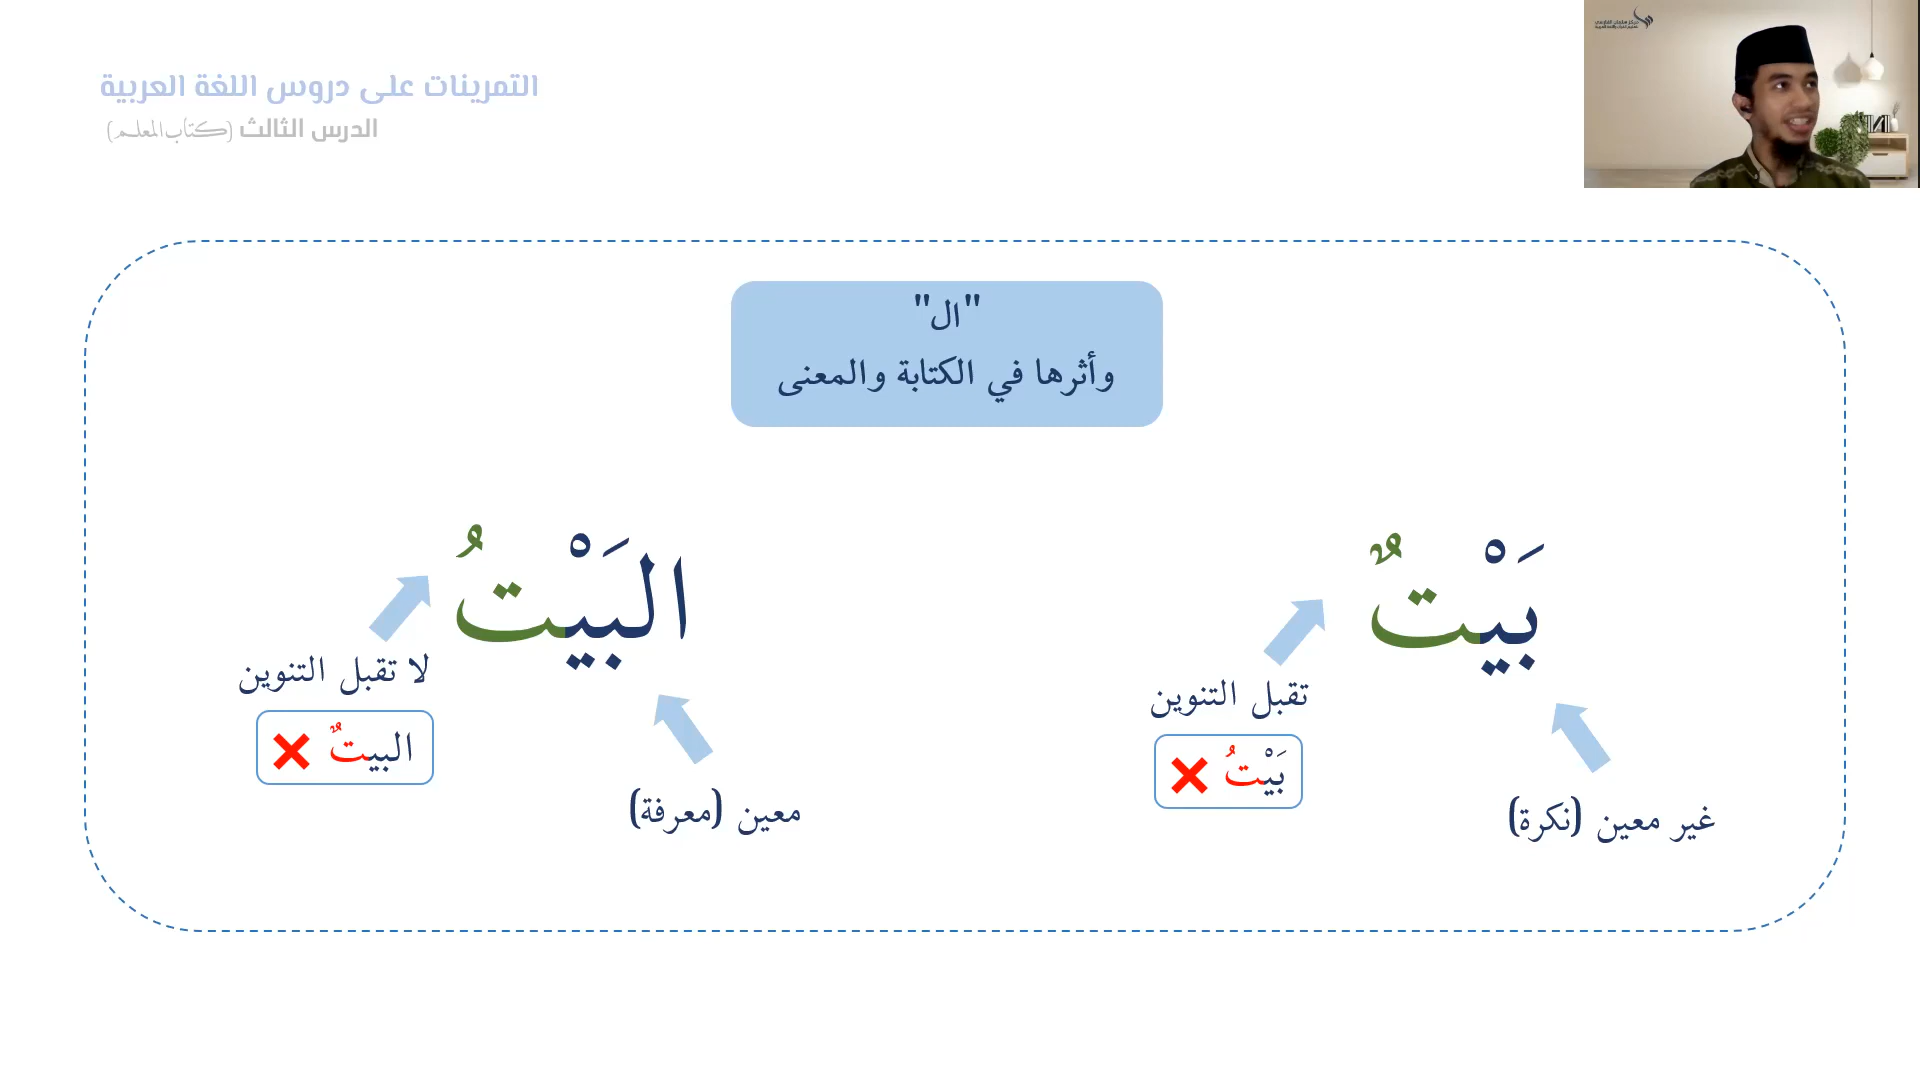 التمرينات على دروس اللغة العربية
الدرس الثالث (كتاب المعلم)
"ال"
وأثرها في الكتابة والمعنى
بَيْتٌ
تقبل التنوين
بَيْتُ
غير معين (نكرة)
البَيْتُ
لا تقبل التنوين
البيتٌ
معين (معرفة)